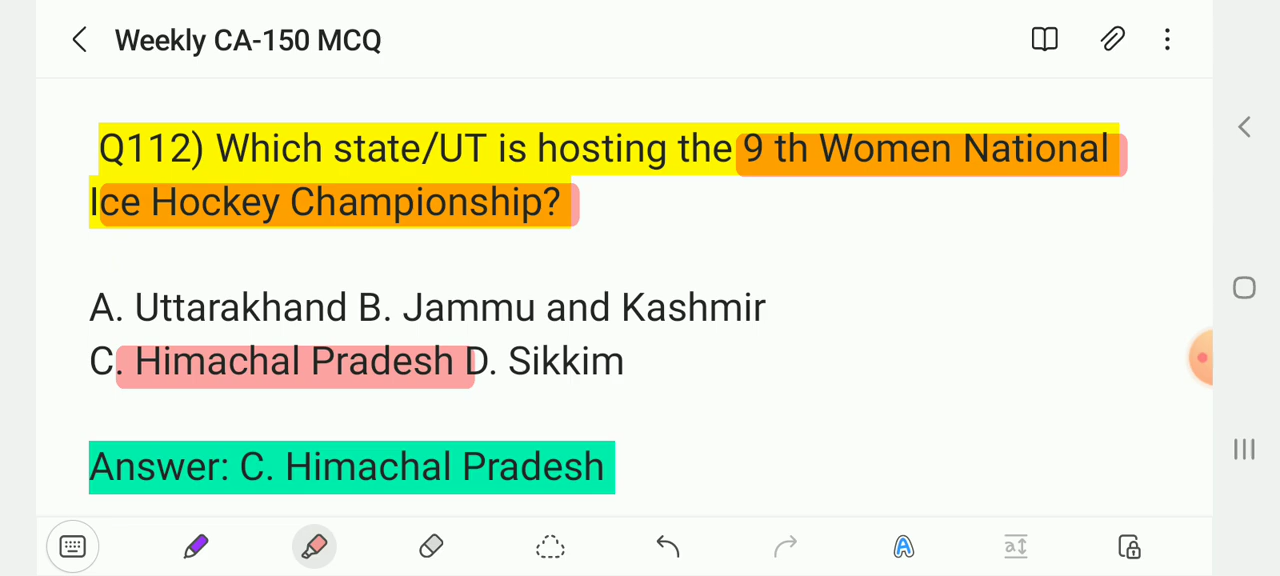 Weekly CA-150 MCQ
Q112) Which state/UT is hosting the 9 th Women National
Ice Hockey Championship?
A. Uttarakhand B. Jammu and Kashmir
C. Himachal Pradesh D. Sikkim
Answer: C. Himachal Pradesh